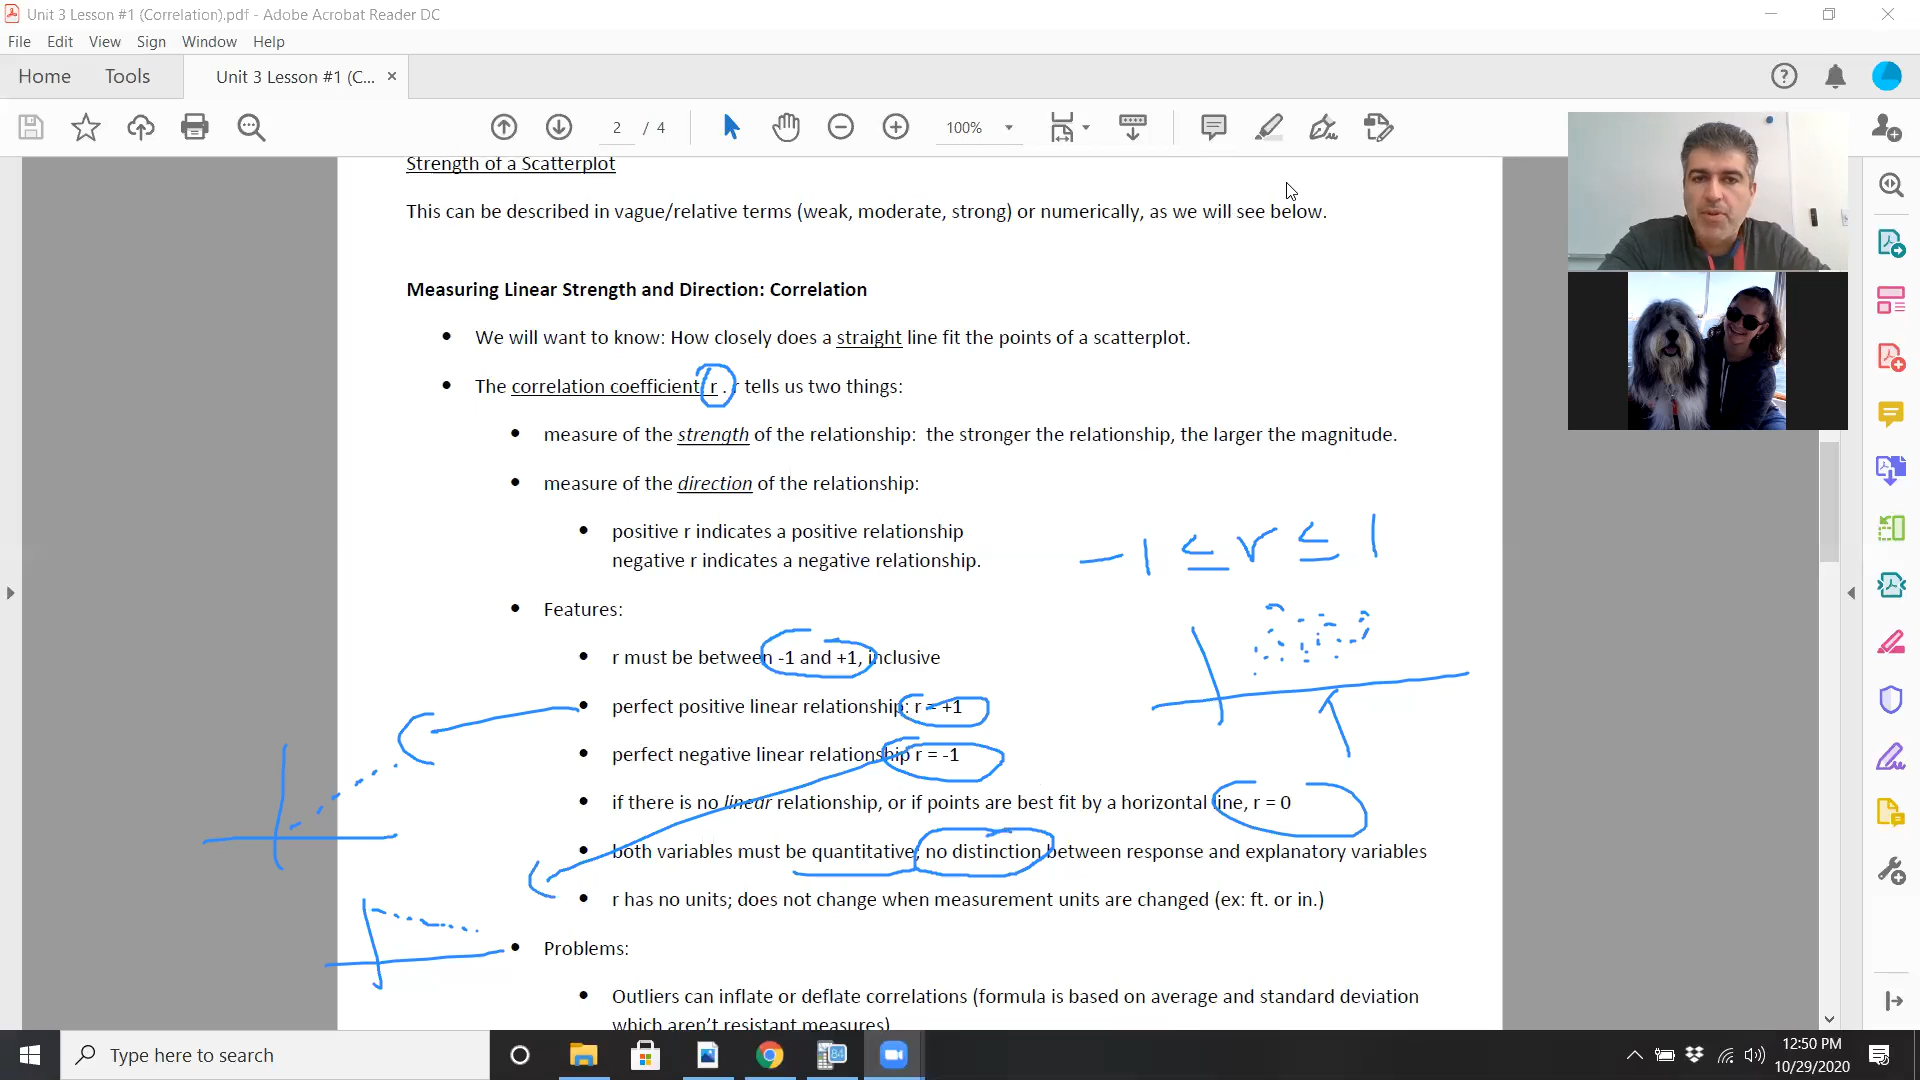 Unit 3 Lesson #1 (Correlation).pdf - Adobe Acrobat Reader DC
File Edit View Sign Window Help
Home Tools Unit 3 Lesson #1 (C... ×
2 / 4 100%
Strength of a Scatterplot
This can be described in vague/relative terms (weak, moderate, strong) or numerically, as we will see below.
Measuring Linear Strength and Direction: Correlation
• We will want to know: How closely does a straight line fit the points of a scatterplot.
• The correlation coefficient r . r tells us two things:
• measure of the strength of the relationship: the stronger the relationship, the larger the magnitude.
• measure of the direction of the relationship:
• positive r indicates a positive relationship
negative r indicates a negative relationship.
-1 ≤ r ≤ 1
• Features:
• r must be between -1 and +1, inclusive
• perfect positive linear relationship: r = +1
• perfect negative linear relationship r = -1
• if there is no linear relationship, or if points are best fit by a horizontal line, r = 0
• both variables must be quantitative; no distinction between response and explanatory variables
• r has no units; does not change when measurement units are changed (ex: ft. or in.)
• Problems:
• Outliers can inflate or deflate correlations (formula is based on average and standard deviation
which aren't resistant measures)
Type here to search
84
12:50 PM
10/29/2020